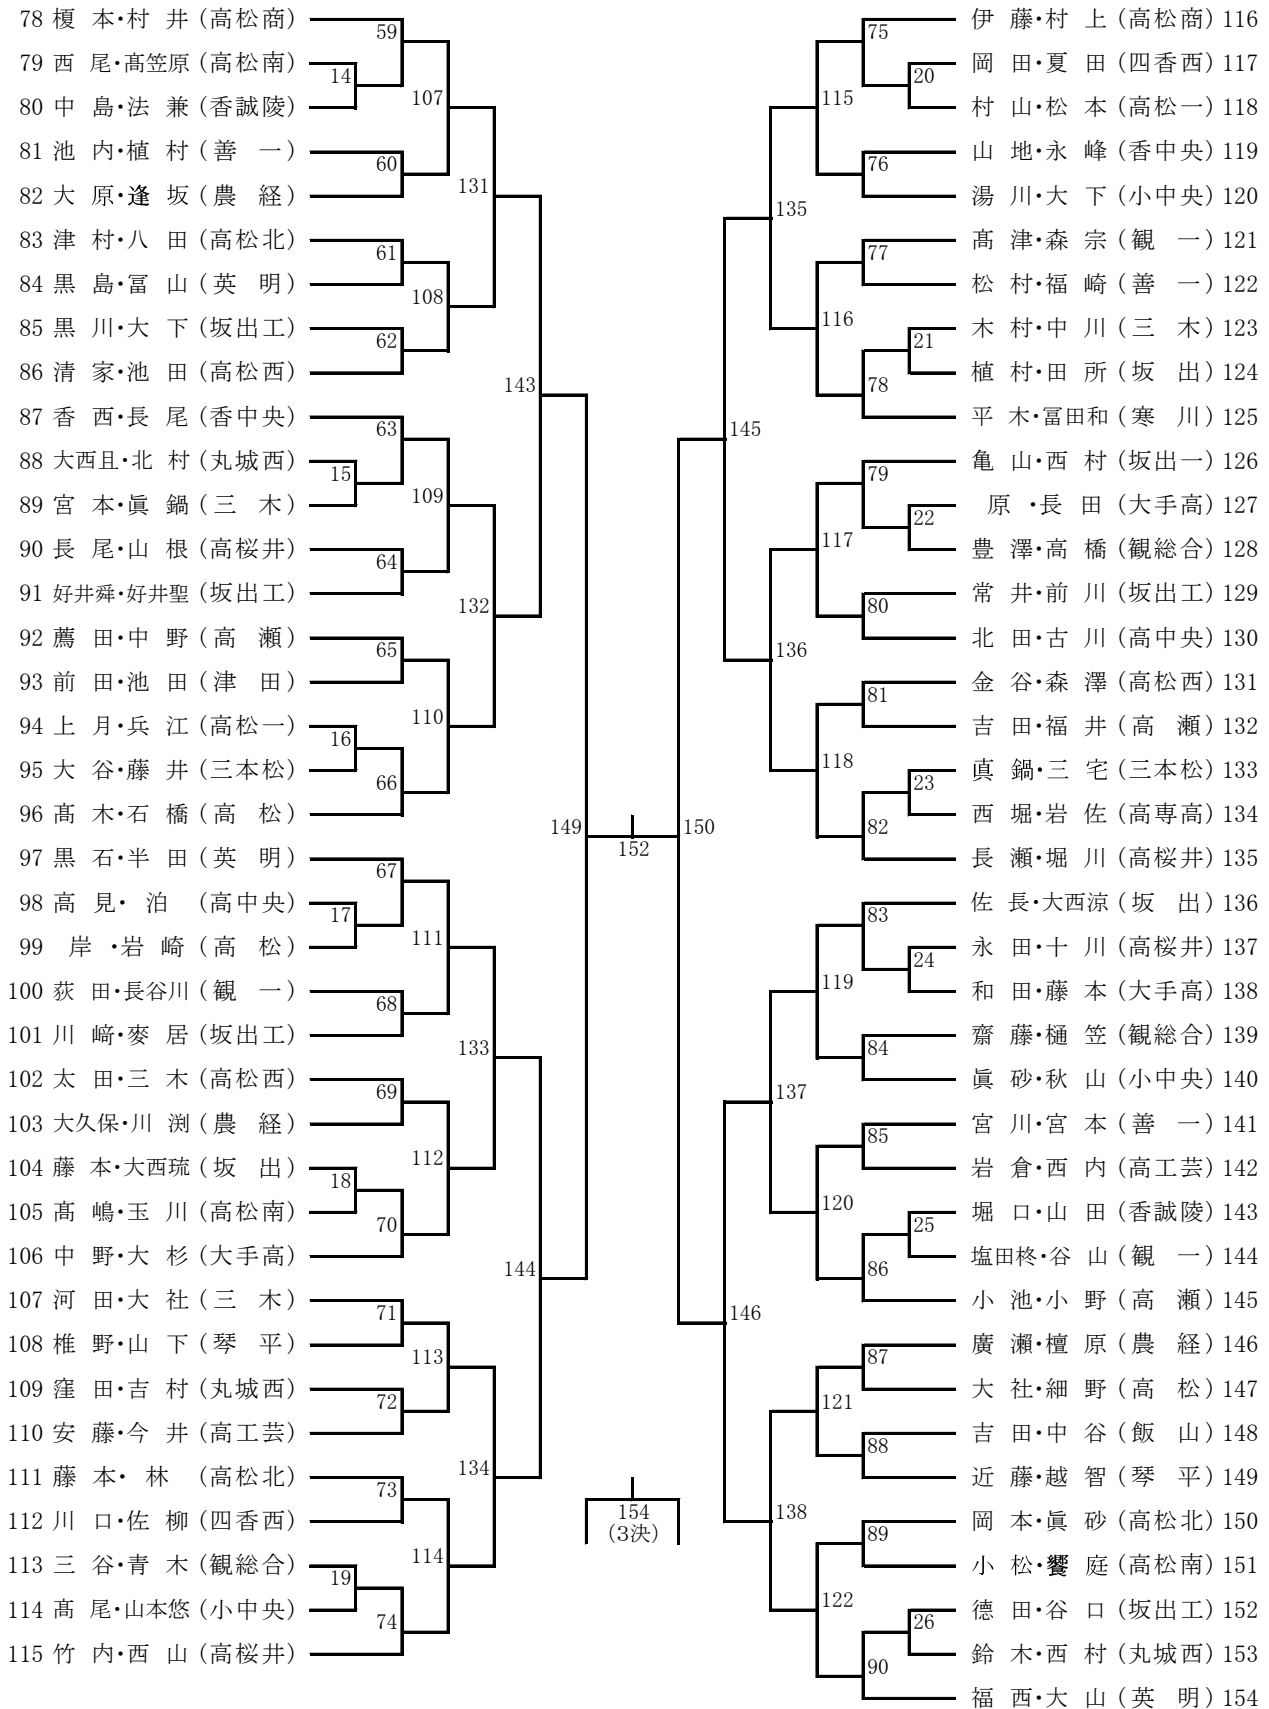 78 榎 本・村 井 (高松商)
79 西 尾・髙笠原 (高松南)
80 中 島・法 兼 (香誠陵)
81 池 内・植 村 (善 一)
82 大 原・逢 坂 (農 経)
83 津 村・八 田 (高松北)
84 黒 島・冨 山 (英 明)
85 黒 川・大 下 (坂出工)
86 清 家・池 田 (高松西)
87 香 西・長 尾 (香中央)
88 大西且・北 村 (丸城西)
89 宮 本・眞 鍋 (三 木)
90 長 尾・山 根 (高桜井)
91 好井舜・好井聖 (坂出工)
92 薦 田・中 野 (高 瀬)
93 前 田・池 田 (津 田)
94 上 月・兵 江 (高松一)
95 大 谷・藤 井 (三本松)
96 髙 木・石 橋 (高 松)
97 黒 石・半 田 (英 明)
98 高 見・ 泊 (高中央)
99 岸 ・岩 崎 (高 松)
100 荻 田・長谷川 (観 一)
101 川 﨑・麥 居 (坂出工)
102 太 田・三 木 (高松西)
103 大久保・川 渕 (農 経)
104 藤 本・大西琉 (坂 出)
105 髙 嶋・玉 川 (高松南)
106 中 野・大 杉 (大手高)
107 河 田・大 社 (三 木)
108 椎 野・山 下 (琴 平)
109 窪 田・吉 村 (丸城西)
110 安 藤・今 井 (高工芸)
111 藤 本・ 林 (高松北)
112 川 口・佐 柳 (四香西)
113 三 谷・青 木 (観総合)
114 髙 尾・山本悠 (小中央)
115 竹 内・西 山 (高桜井)
59
14
60
61
62
63
15
64
65
16
66
67
17
68
69
18
70
71
72
73
19
74
107
108
109
110
111
112
113
114
131
132
133
134
143
144
149
152
150
154
(3決)
145
146
135
136
137
138
115
116
117
118
119
120
121
122
75
20
76
77
21
78
79
22
80
81
23
82
83
24
84
85
25
86
87
88
89
26
90
伊 藤・村 上 (高松商) 116
岡 田・夏 田 (四香西) 117
村 山・松 本 (高松一) 118
山 地・永 峰 (香中央) 119
湯 川・大 下 (小中央) 120
髙 津・森 宗 (観 一) 121
松 村・福 崎 (善 一) 122
木 村・中 川 (三 木) 123
植 村・田 所 (坂 出) 124
平 木・冨田和 (寒 川) 125
亀 山・西 村 (坂出一) 126
原 ・長 田 (大手高) 127
豊 澤・高 橋 (観総合) 128
常 井・前 川 (坂出工) 129
北 田・古 川 (高中央) 130
金 谷・森 澤 (高松西) 131
吉 田・福 井 (高 瀬) 132
眞 鍋・三 宅 (三本松) 133
西 堀・岩 佐 (高専高) 134
長 瀬・堀 川 (高桜井) 135
佐 長・大西涼 (坂 出) 136
永 田・十 川 (高桜井) 137
和 田・藤 本 (大手高) 138
齋 藤・樋 笠 (観総合) 139
眞 砂・秋 山 (小中央) 140
宮 川・宮 本 (善 一) 141
岩 倉・西 内 (高工芸) 142
堀 口・山 田 (香誠陵) 143
塩田柊・谷 山 (観 一) 144
小 池・小 野 (高 瀬) 145
廣 瀬・檀 原 (農 経) 146
大 社・細 野 (高 松) 147
吉 田・中 谷 (飯 山) 148
近 藤・越 智 (琴 平) 149
岡 本・眞 砂 (高松北) 150
小 松・饗 庭 (高松南) 151
德 田・谷 口 (坂出工) 152
鈴 木・西 村 (丸城西) 153
福 西・大 山 (英 明) 154